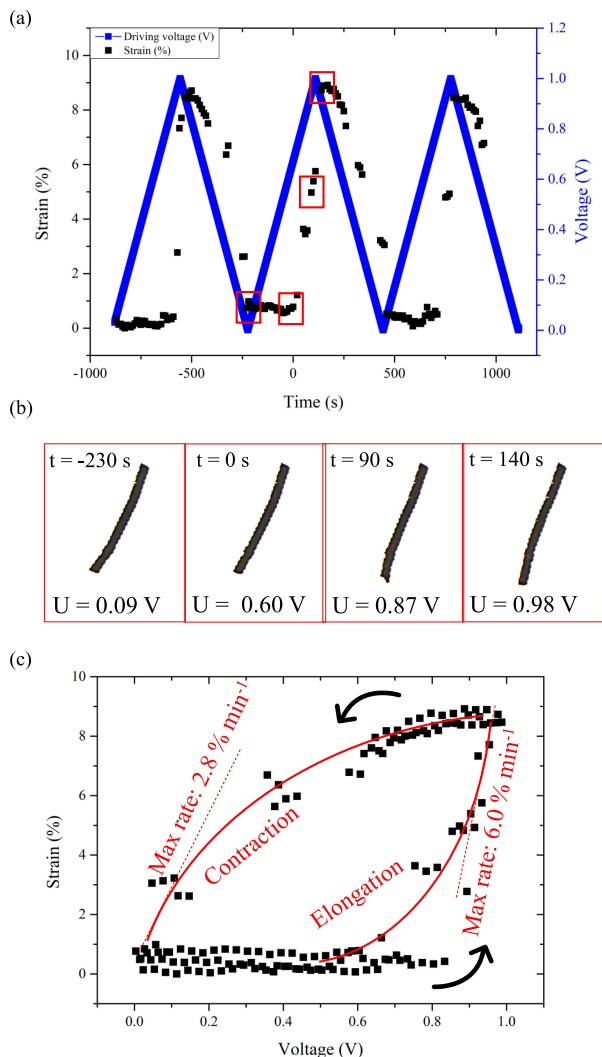 (a)
Driving voltage (V)
Strain (%)
10
8
6
4
2
0
Strain (%)
1.2
1.0
0.8
0.6
0.4
0.2
0.0
Voltage (V)
-1000 -500 0 500 1000
Time (s)
(b)
t = -230 s t = 0 s t = 90 s t = 140 s
U = 0.09 V U = 0.60 V U = 0.87 V U = 0.98 V
(c)
10
8
6
4
2
0
Strain (%)
Max rate: 2.8 % min⁻¹
Contraction
Elongation
Max rate: 6.0 % min⁻¹
0.0 0.2 0.4 0.6 0.8 1.0
Voltage (V)